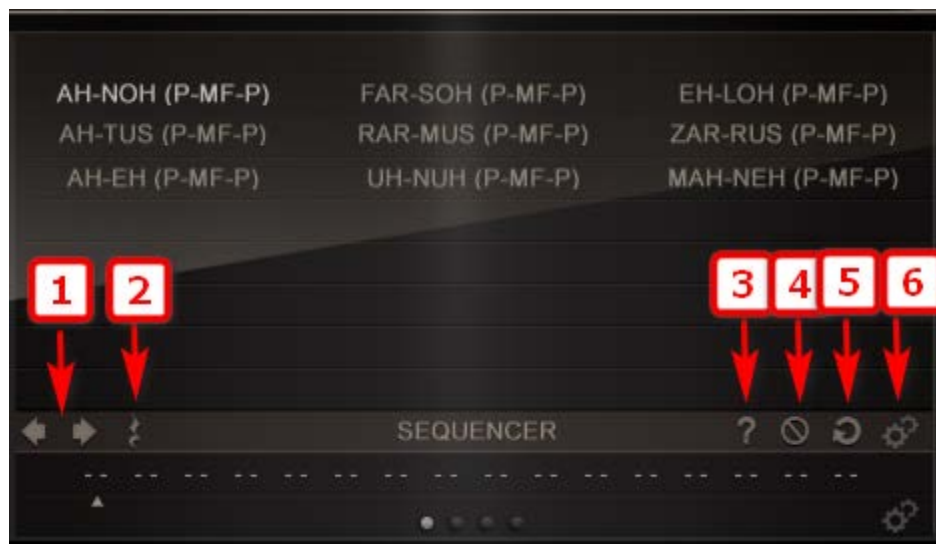 AH-NOH (P-MF-P) FAR-SOH (P-MF-P) EH-LOH (P-MF-P)
AH-TUS (P-MF-P) RAR-MUS (P-MF-P) ZAR-RUS (P-MF-P)
AH-EH (P-MF-P) UH-NUH (P-MF-P) MAH-NEH (P-MF-P)
1 2 3 4 5 6
SEQUENCER ?
-- -- -- -- -- -- -- -- -- -- -- -- -- -- -- --